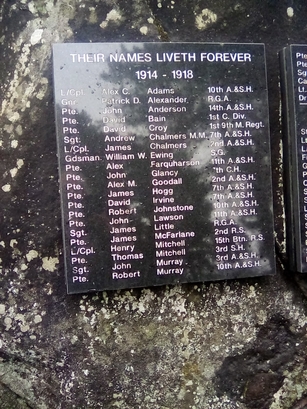 THEIR NAMES LIVETH FOREVER
1914 - 1918
L/Cpl. Alex C. Adams 10th A.&S.H.
Gnr. Patrick D. Alexander R.G.A.
Pte. John Anderson 14th A.&S.H.
Pte. David Bain 1st C. Div.
Pte. David Croy 1st 9th M. Regt.
Sgt. Andrew Chalmers M.M. 7th A.&S.H.
L/Cpl. James Chalmers 2nd A.&S.H.
Gdsman. William W. Ewing S.G.
Pte. Alex Farquharson 11th A.&S.H.
Pte. John Glancy C.H.
Pte. Alex M. Goodall 2nd A.&S.H.
Pte. James Hogg 7th A.&S.H.
Pte. David Irvine 7th A.&S.H.
Pte. Robert Johnstone 10th A.&S.H.
Pte. John Lawson 11th A.&S.H.
Sgt. James Little R.G.A.
Pte. James McFarlane 2nd R.S.
L/Cpl. Henry Mitchell 15th Btn. R.S.
Pte. Thomas Mitchell 3rd S.H.
Sgt. John Murray 3rd A.&S.H.
Pte. Robert Murray 10th A.&S.H.